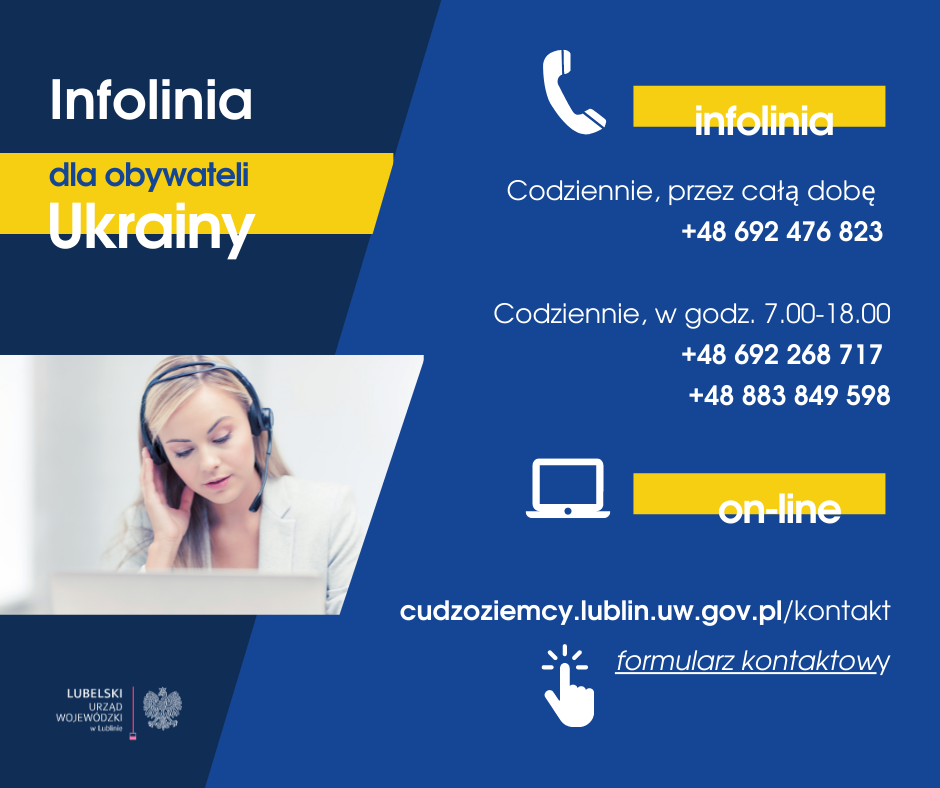 Infolinia
dla obywateli
Ukrainy
infolinia
Codziennie, przez całą dobę
+48 692 476 823
Codziennie, w godz. 7.00-18.00
+48 692 268 717
+48 883 849 598
on-line
cudzoziemcy.lublin.uw.gov.pl/kontakt
formularz kontaktowy
LUBELSKI
URZĄD
WOJEWÓDZKI
w Lublinie